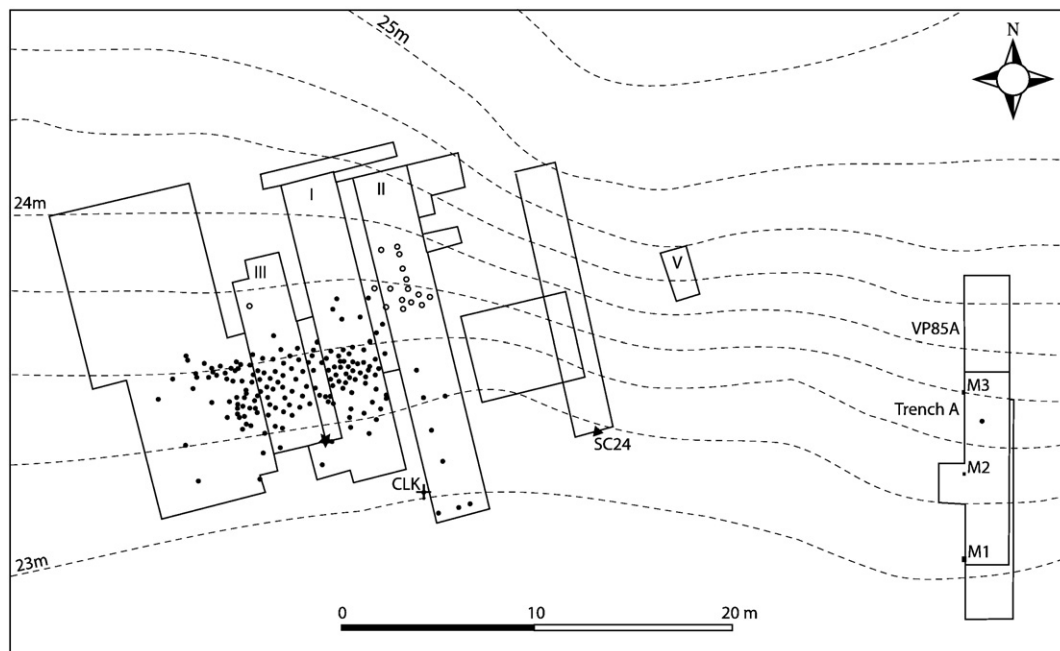 25m
N
I
II
24m
III
V
VP85A
M3
Trench A
SC24
M2
CLK
M1
23m
0 10 20 m